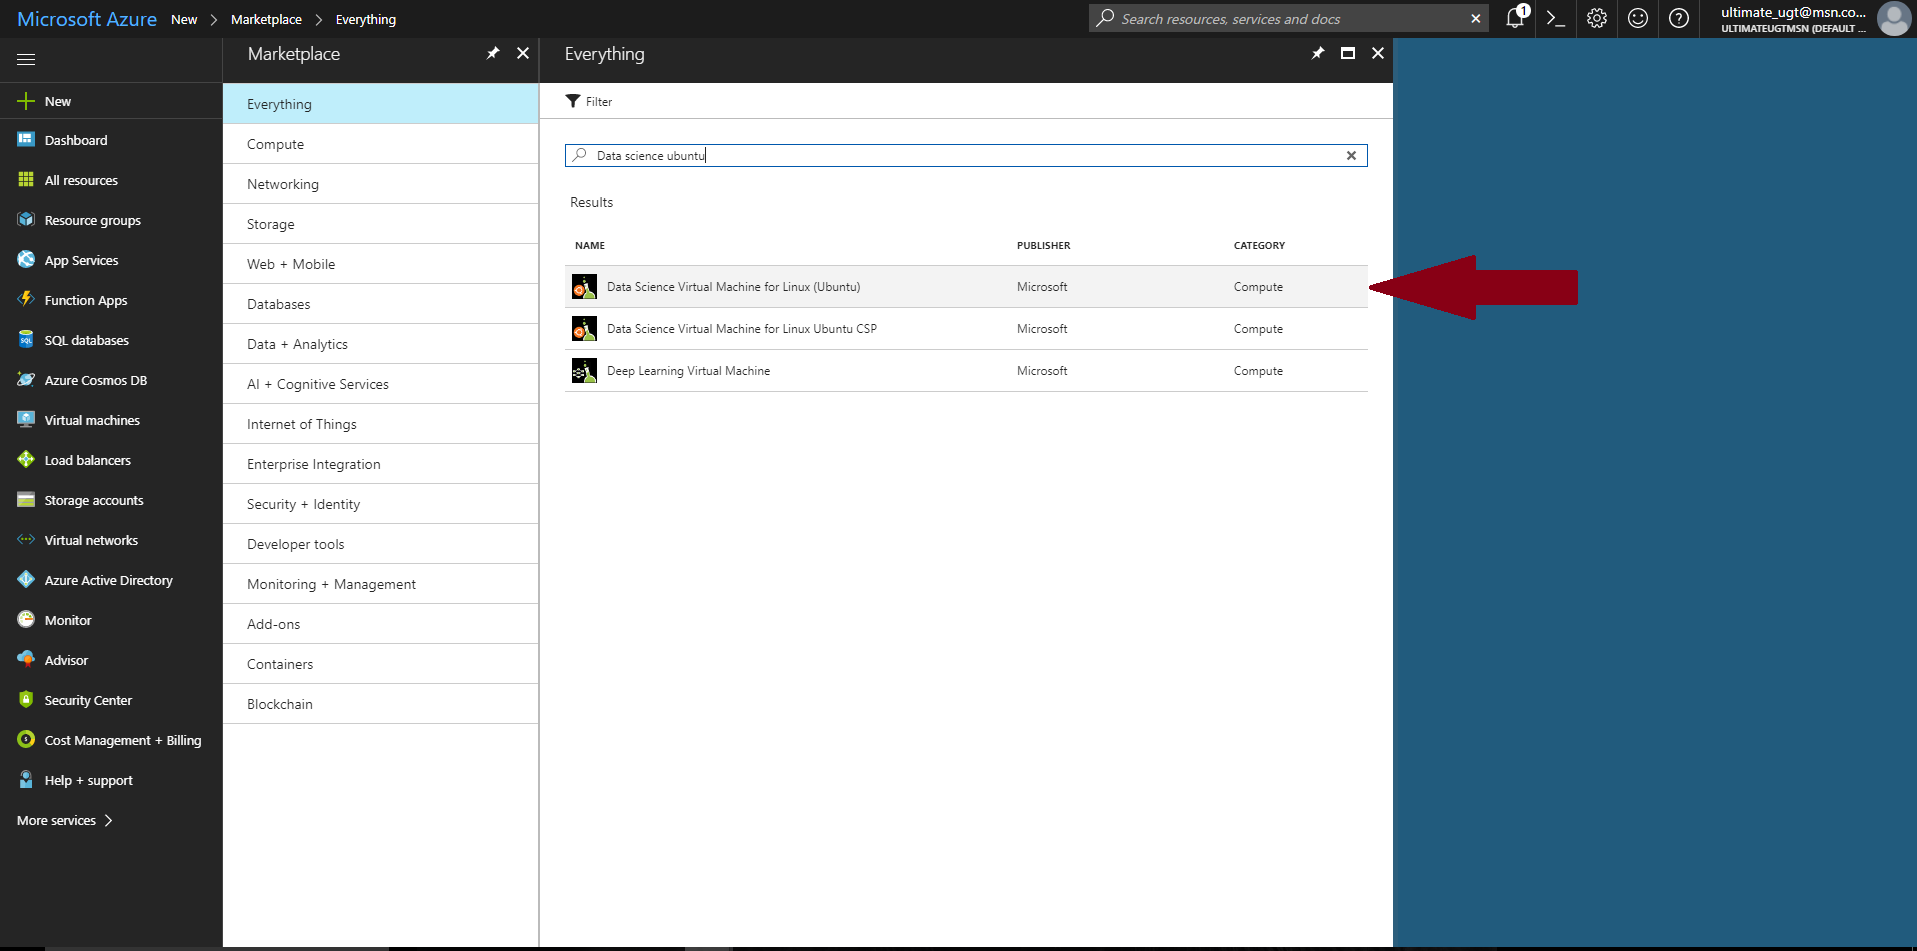 Microsoft Azure New > Marketplace > Everything
Search resources, services and docs
1
ultimate_ugt@msn.co...
ULTIMATEUGTMSN (DEFAULT ...
New
Dashboard
All resources
Resource groups
App Services
Function Apps
SQL databases
Azure Cosmos DB
Virtual machines
Load balancers
Storage accounts
Virtual networks
Azure Active Directory
Monitor
Advisor
Security Center
Cost Management + Billing
Help + support
More services >
Marketplace
Everything
Compute
Networking
Storage
Web + Mobile
Databases
Data + Analytics
AI + Cognitive Services
Internet of Things
Enterprise Integration
Security + Identity
Developer tools
Monitoring + Management
Add-ons
Containers
Blockchain
Everything
Filter
Data science ubuntu
Results
NAME PUBLISHER CATEGORY
Data Science Virtual Machine for Linux (Ubuntu) Microsoft Compute
Data Science Virtual Machine for Linux Ubuntu CSP Microsoft Compute
Deep Learning Virtual Machine Microsoft Compute